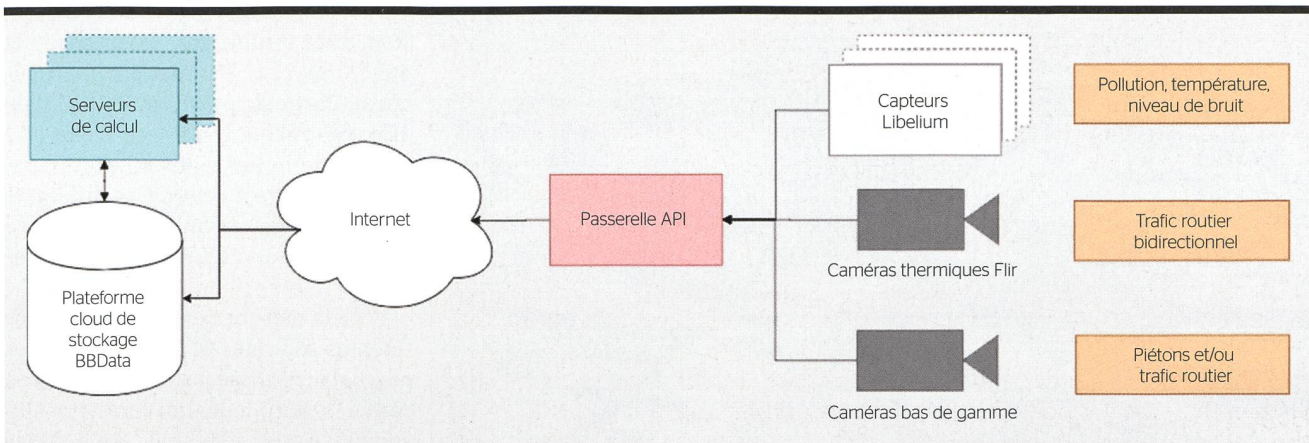 Serveurs
de calcul
Plateforme
cloud de
stockage
BBData
Internet
Passerelle API
Capteurs
Libelium
Caméras thermiques Flir
Caméras bas de gamme
Pollution, température,
niveau de bruit
Trafic routier
bidirectionnel
Piétons et/ou
trafic routier